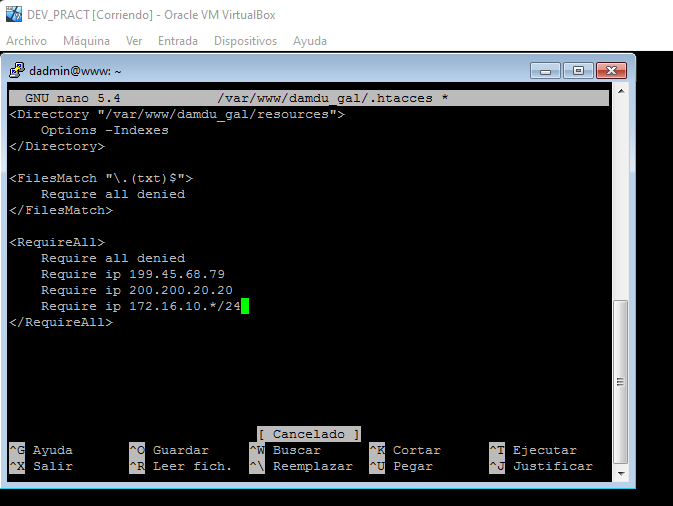 DEV_PRACT [Corriendo] - Oracle VM VirtualBox
Archivo Máquina Ver Entrada Dispositivos Ayuda
dadmin@www: ~
GNU nano 5.4 /var/www/damdu_gal/.htacces *
<Directory "/var/www/damdu_gal/resources">
    Options -Indexes
</Directory>
<FilesMatch "\.(txt)$">
    Require all denied
</FilesMatch>
<RequireAll>
    Require all denied
    Require ip 199.45.68.79
    Require ip 200.200.20.20
    Require ip 172.16.10.*/24
</RequireAll>
[ Cancelado ]
^G Ayuda ^O Guardar ^W Buscar ^K Cortar ^T Ejecutar
^X Salir ^R Leer fich. ^\ Reemplazar ^U Pegar ^J Justificar